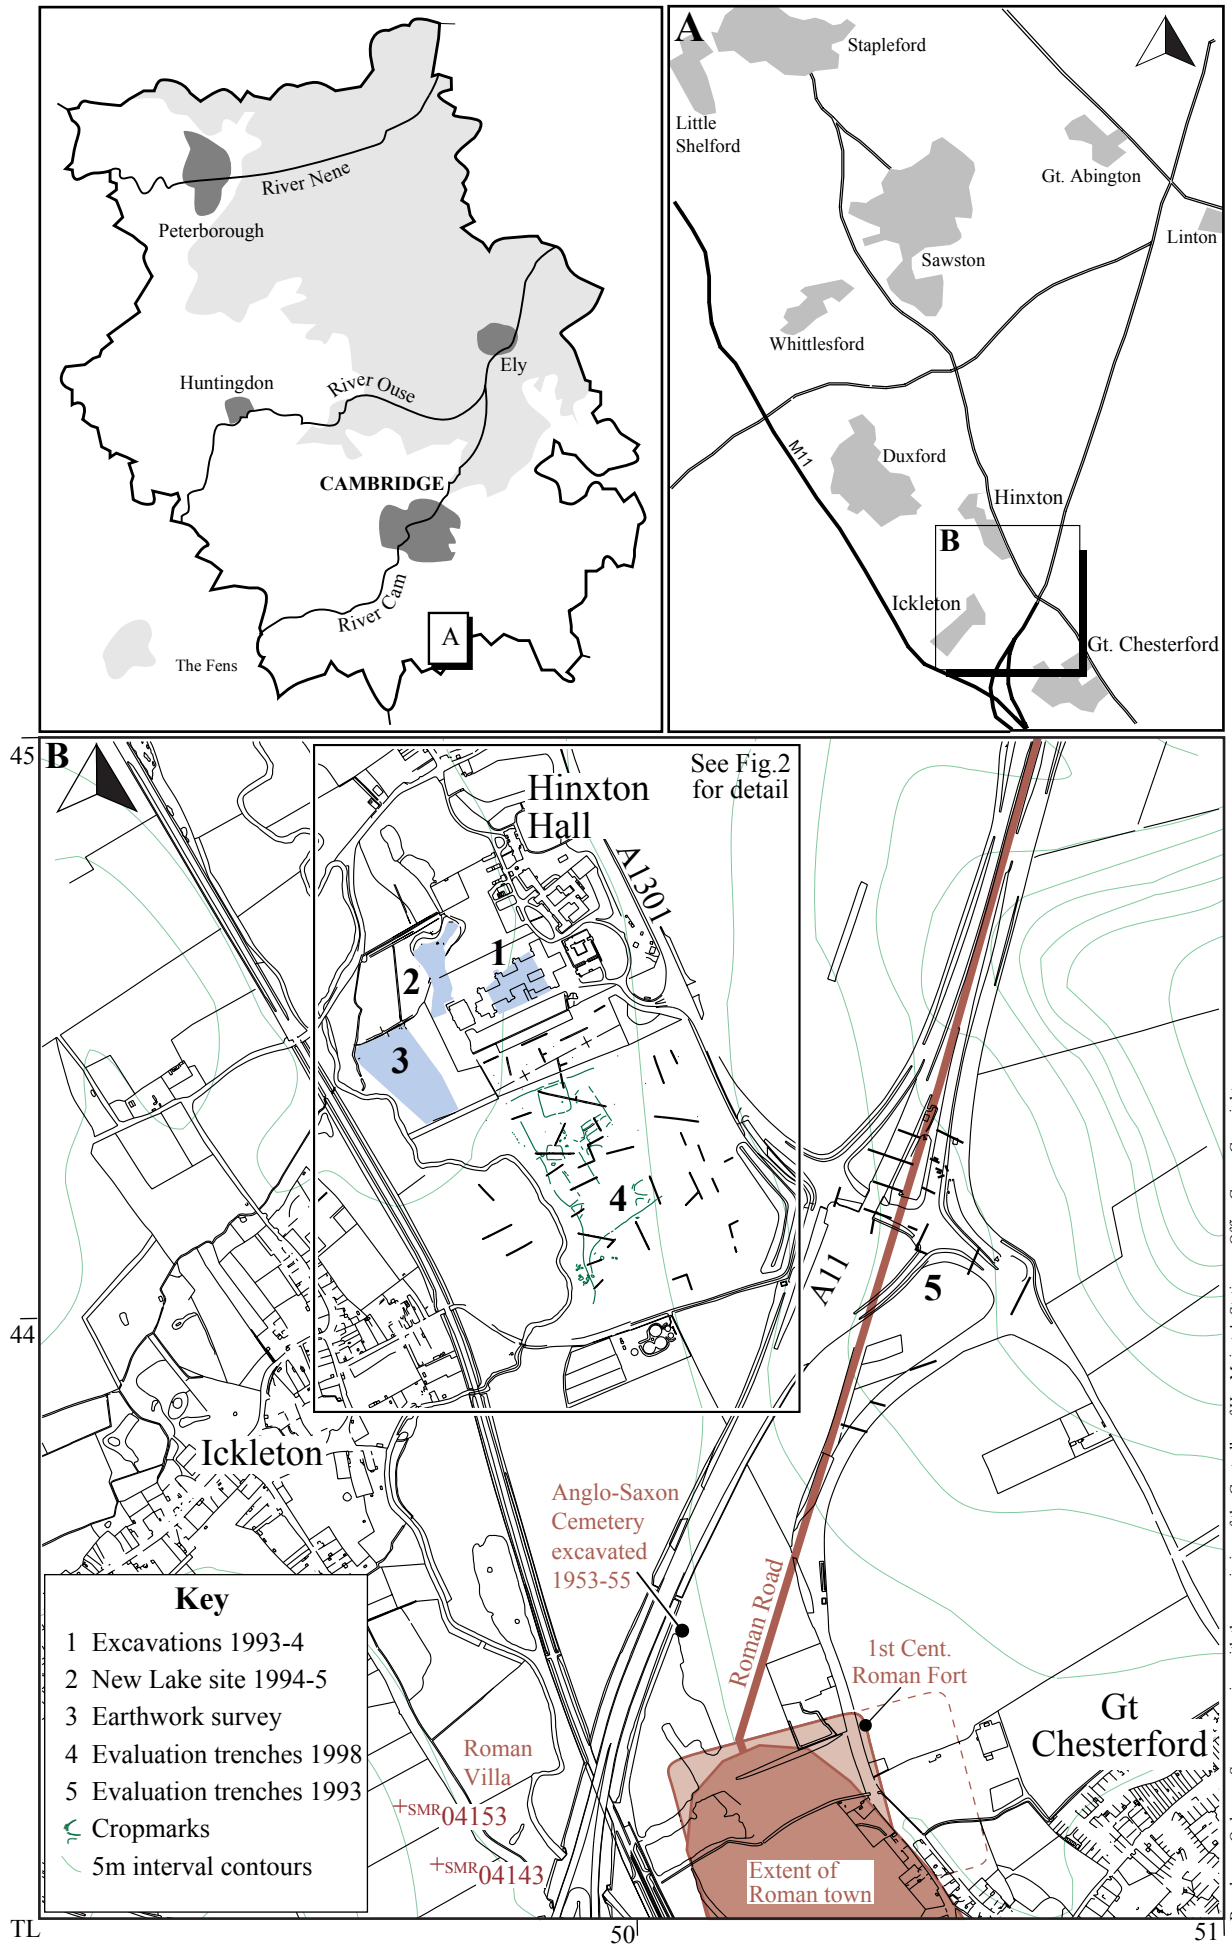 River Nene
Peterborough
Ely
Huntingdon
River Ouse
CAMBRIDGE
River Cam
A
The Fens
A
Stapleford
Little
Shelford
Gt. Abington
Linton
Sawston
Whittlesford
M11
Duxford
Hinxton
B
Ickleton
Gt. Chesterford
45
B
See Fig.2
for detail
Hinxton
Hall
A1301
1
2
3
4
A11
5
44
Ickleton
Anglo-Saxon
Cemetery
excavated
1953-55
Roman Road
1st Cent.
Roman Fort
Gt
Chesterford
Roman
Villa
+SMR04153
+SMR04143
Extent of
Roman town
Key
1 Excavations 1993-4
2 New Lake site 1994-5
3 Earthwork survey
4 Evaluation trenches 1998
5 Evaluation trenches 1993
Cropmarks
5m interval contours
TL
50
51